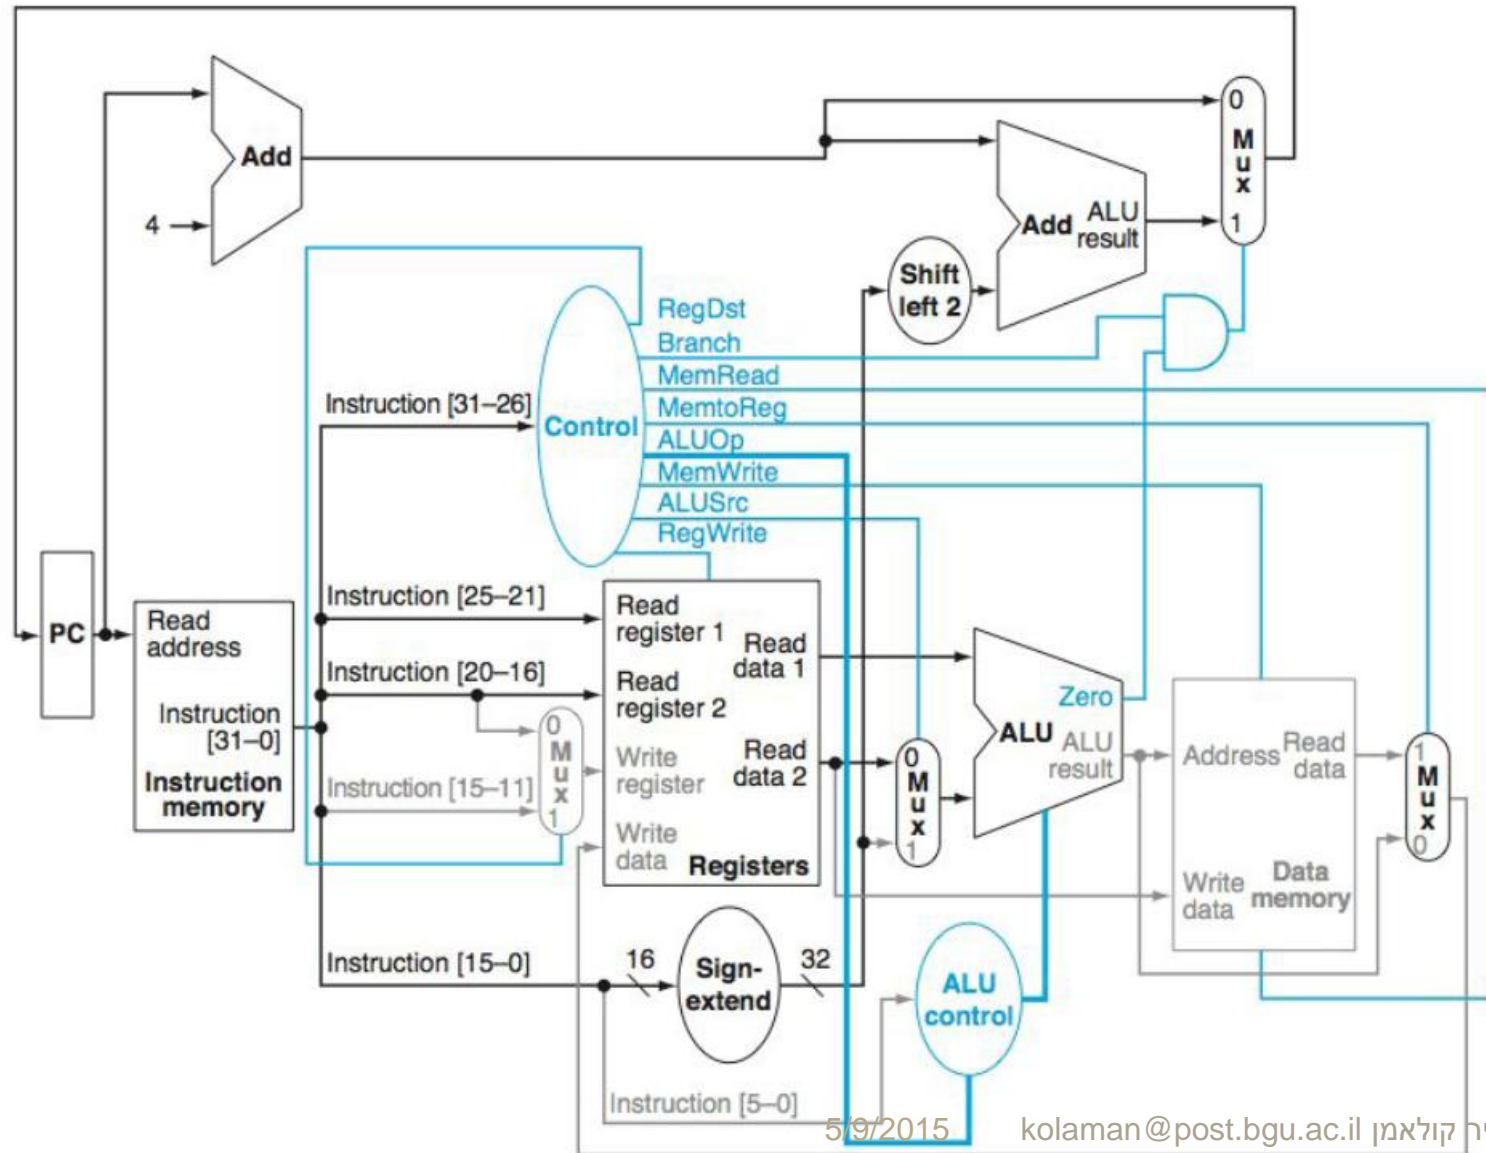 0
M
u
x
1
Add
4
Add
ALU
result
Shift
left 2
RegDst
Branch
MemRead
MemtoReg
ALUOp
MemWrite
ALUSrc
RegWrite
Control
Instruction [31–26]
Instruction [25–21]
Instruction [20–16]
Instruction [15–11]
Instruction [15–0]
Instruction [5–0]
PC
Read
address
Instruction
[31–0]
Instruction
memory
0
M
u
x
1
Read
register 1
Read
register 2
Write
register
Write
data
Read
data 1
Read
data 2
Registers
0
M
u
x
1
Zero
ALU
ALU
result
Address
Read
data
Write
data
Data
memory
1
M
u
x
0
16
Sign-
extend
32
ALU
control
5/9/2015
kolaman@post.bgu.ac.il קולאמן